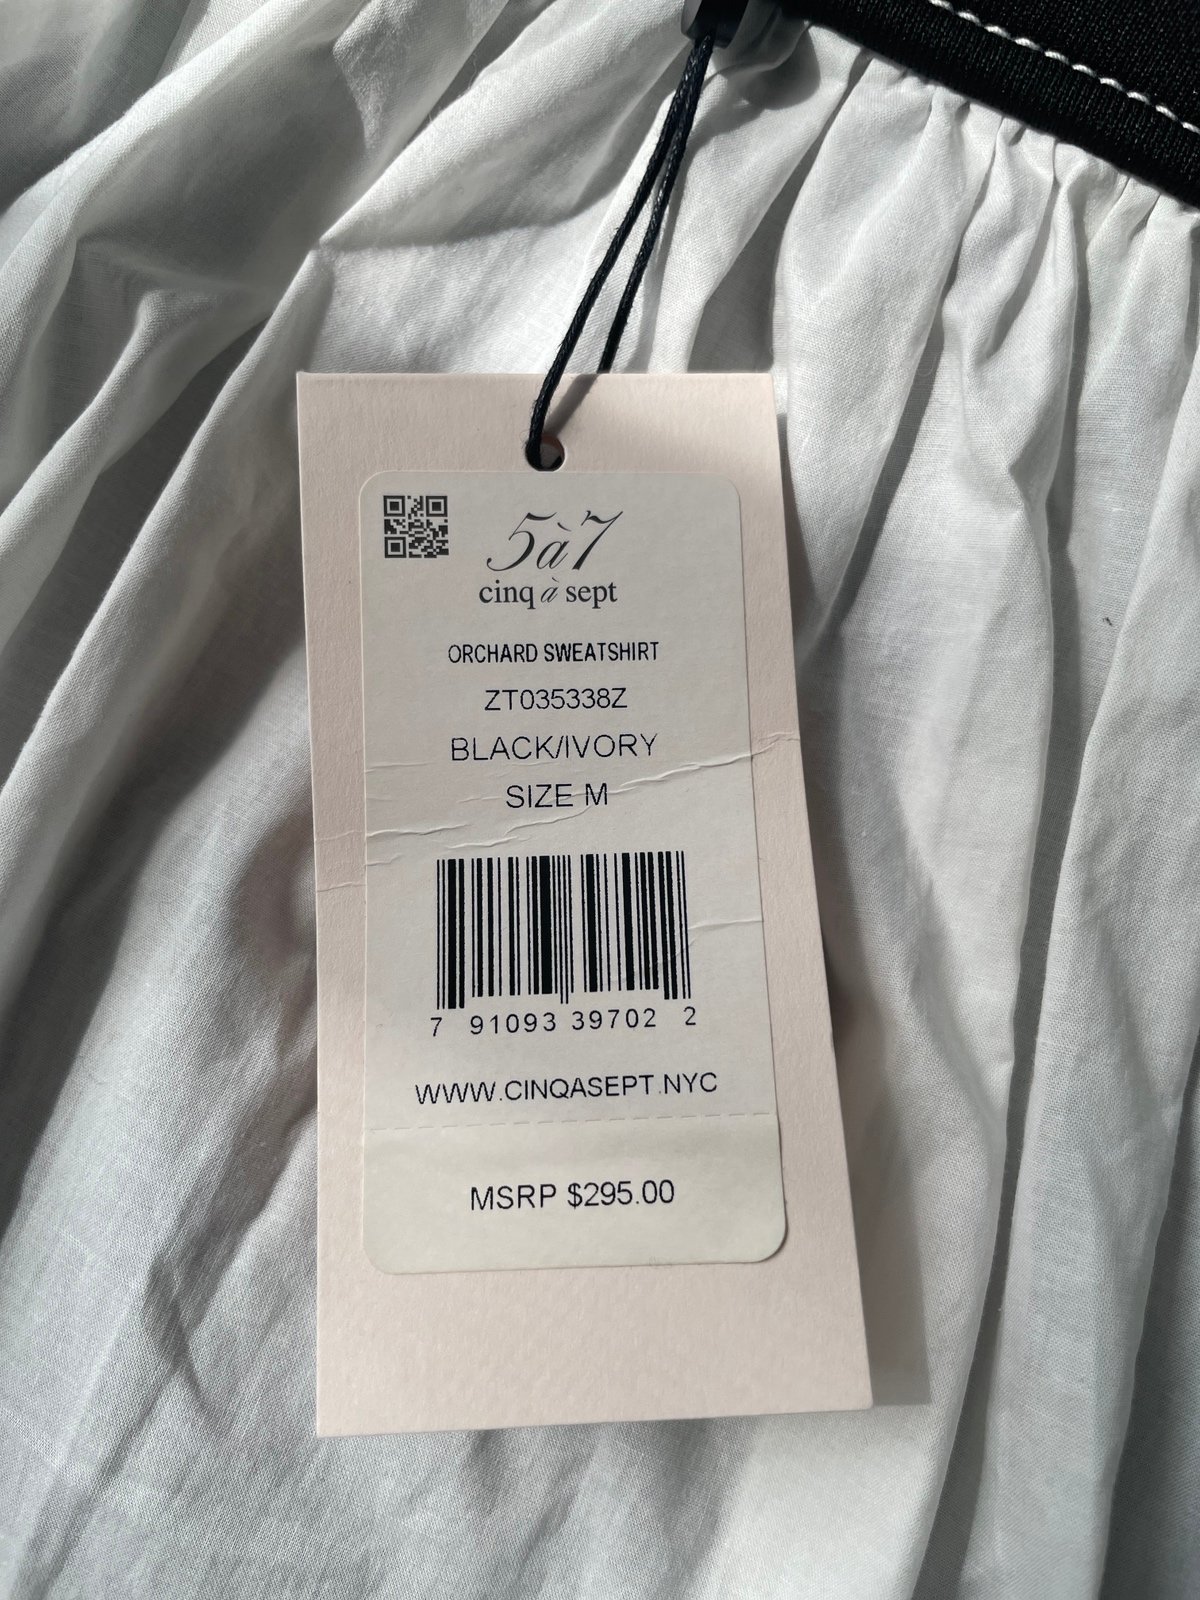 5à7
cinq à sept
ORCHARD SWEATSHIRT
ZT035338Z
BLACK/IVORY
SIZE M
7 91093 39702 2
WWW.CINQASEPT.NYC
MSRP $295.00